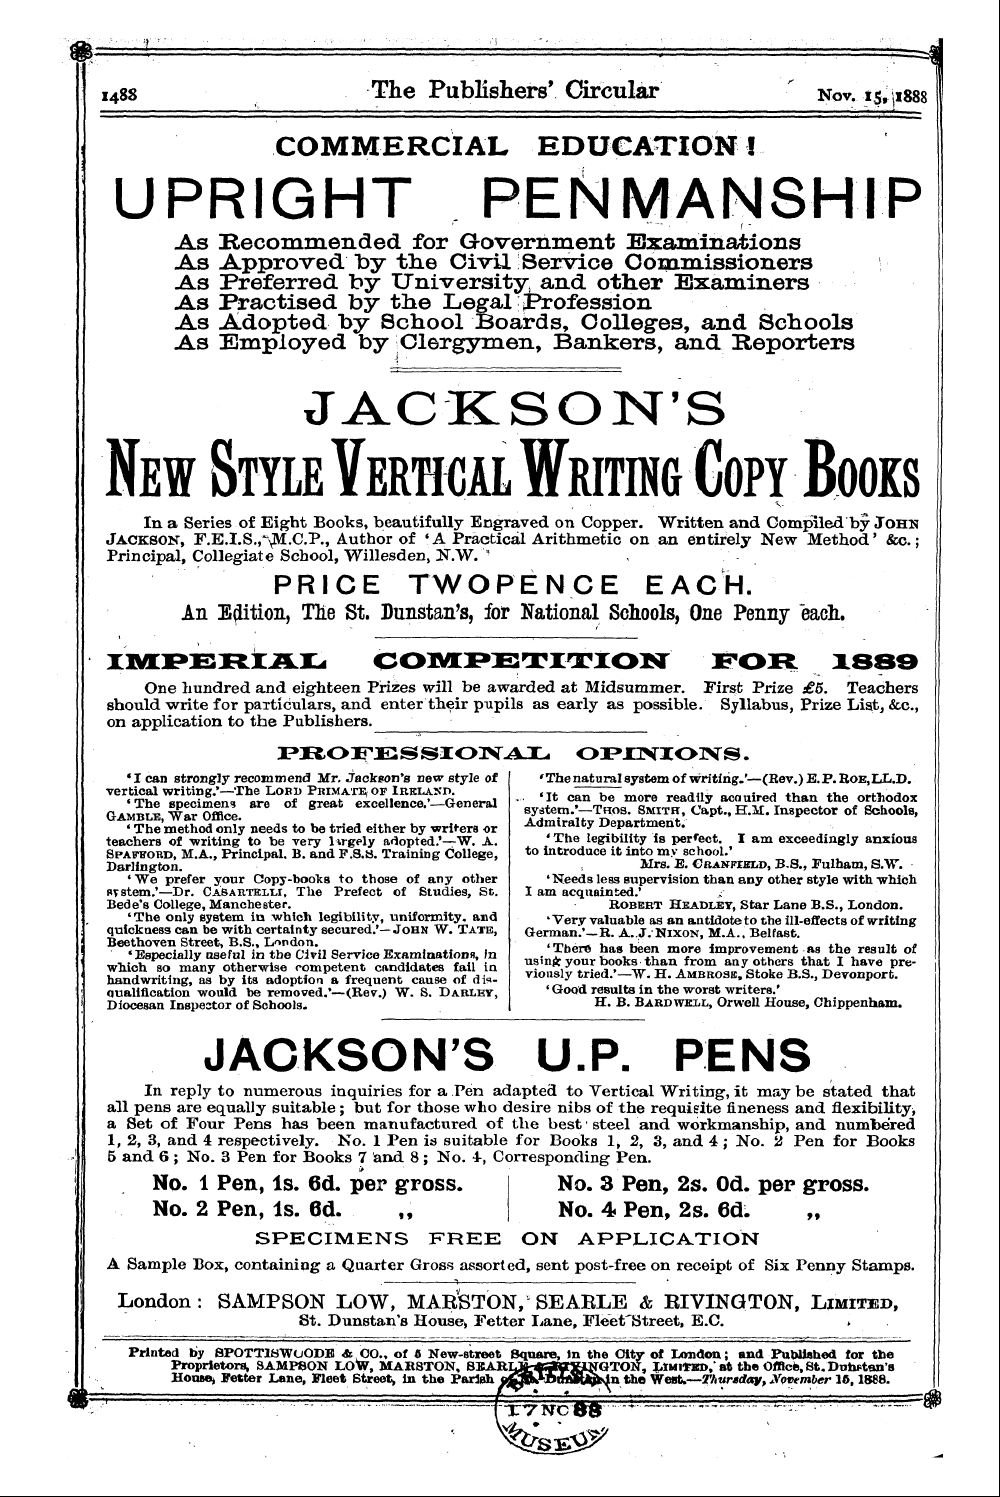 1488 The Publishers' Circular Nov. 15, 1888
COMMERCIAL EDUCATION!
UPRIGHT PENMANSHIP
As Recommended for Government Examinations
As Approved by the Civil Service Commissioners
As Preferred by University and other Examiners
As Practised by the Legal Profession
As Adopted by School Boards, Colleges, and Schools
As Employed by Clergymen, Bankers, and Reporters
JACKSON'S
NEW STYLE VERTICAL WRITING COPY BOOKS
In a Series of Eight Books, beautifully Engraved on Copper. Written and Compiled by JOHN
JACKSON, F.E.I.S., M.C.P., Author of 'A Practical Arithmetic on an entirely New Method' &c.;
Principal, Collegiate School, Willesden, N.W.
PRICE TWOPENCE EACH.
An Edition, The St. Dunstan's, for National Schools, One Penny each.
IMPERIAL COMPETITION FOR 1889
One hundred and eighteen Prizes will be awarded at Midsummer. First Prize £5. Teachers
should write for particulars, and enter their pupils as early as possible. Syllabus, Prize List, &c.,
on application to the Publishers.
PROFESSIONAL OPINIONS.
'I can strongly recommend Mr. Jackson's new style of
vertical writing.'—The LORD PRIMATE OF IRELAND.
'The specimens are of great excellence.'—General
GAMBLE, War Office.
'The method only needs to be tried either by writers or
teachers of writing to be very largely adopted.'—W. A.
SPAFFORD, M.A., Principal, B. and F.S.S. Training College,
Darlington.
'We prefer your Copy-books to those of any other
system.'—Dr. CASARTELLI, The Prefect of Studies, St.
Bede's College, Manchester.
'The only system in which legibility, uniformity, and
quickness can be with certainty secured.'—JOHN W. TATE,
Beethoven Street, B.S., London.
'Especially useful in the Civil Service Examinations, in
which so many otherwise competent candidates fail in
handwriting, as by its adoption a frequent cause of dis-
qualification would be removed.'—(Rev.) W. S. DARLEY,
Diocesan Inspector of Schools.
'The natural system of writing.'—(Rev.) E. P. ROE, LL.D.
'It can be more readily acquired than the orthodox
system.'—THOS. SMITH, Capt., H.M. Inspector of Schools,
Admiralty Department.
'The legibility is perfect. I am exceedingly anxious
to introduce it into my school.'
Mrs. E. CRANFIELD, B.S., Fulham, S.W.
'Needs less supervision than any other style with which
I am acquainted.'
ROBERT HEADLEY, Star Lane B.S., London.
'Very valuable as an antidote to the ill-effects of writing
German.'—R. A. J. NIXON, M.A., Belfast.
'There has been more improvement as the result of
using your books than from any others that I have pre-
viously tried.'—W. H. AMBROSE, Stoke B.S., Devonport.
'Good results in the worst writers.'
H. B. BARDWELL, Orwell House, Chippenham.
JACKSON'S U.P. PENS
In reply to numerous inquiries for a Pen adapted to Vertical Writing, it may be stated that
all pens are equally suitable; but for those who desire nibs of the requisite fineness and flexibility,
a Set of Four Pens has been manufactured of the best steel and workmanship, and numbered
1, 2, 3, and 4 respectively. No. 1 Pen is suitable for Books 1, 2, 3, and 4; No. 2 Pen for Books
5 and 6; No. 3 Pen for Books 7 and 8; No. 4, Corresponding Pen.
No. 1 Pen, 1s. 6d. per gross.
No. 2 Pen, 1s. 6d. ,,
No. 3 Pen, 2s. 0d. per gross.
No. 4 Pen, 2s. 6d. ,,
SPECIMENS FREE ON APPLICATION
A Sample Box, containing a Quarter Gross assorted, sent post-free on receipt of Six Penny Stamps.
London: SAMPSON LOW, MARSTON, SEARLE & RIVINGTON, LIMITED,
St. Dunstan's House, Fetter Lane, Fleet Street, E.C.
Printed by SPOTTISWOODE & CO., of 5 New-street Square, in the City of London; and Published for the
Proprietors, SAMPSON LOW, MARSTON, SEARLE & RIVINGTON, LIMITED, at the Office, St. Dunstan's
House, Fetter Lane, Fleet Street, in the Parish of St. Dunstan in the West.—Thursday, November 15, 1888.
BRITISH
17 NO 88
MUSEUM